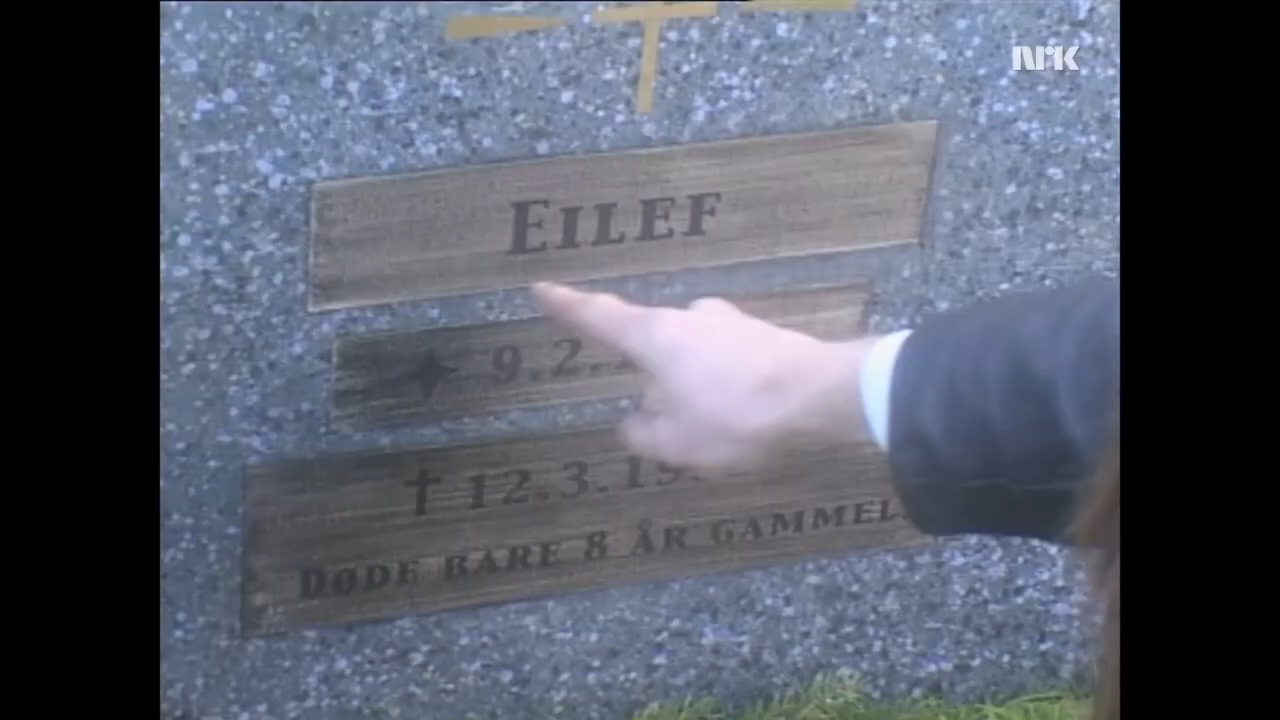 NRK
EILEF
9.2.
† 12.3.19
DØDE BARE 8 ÅR GAMMEL